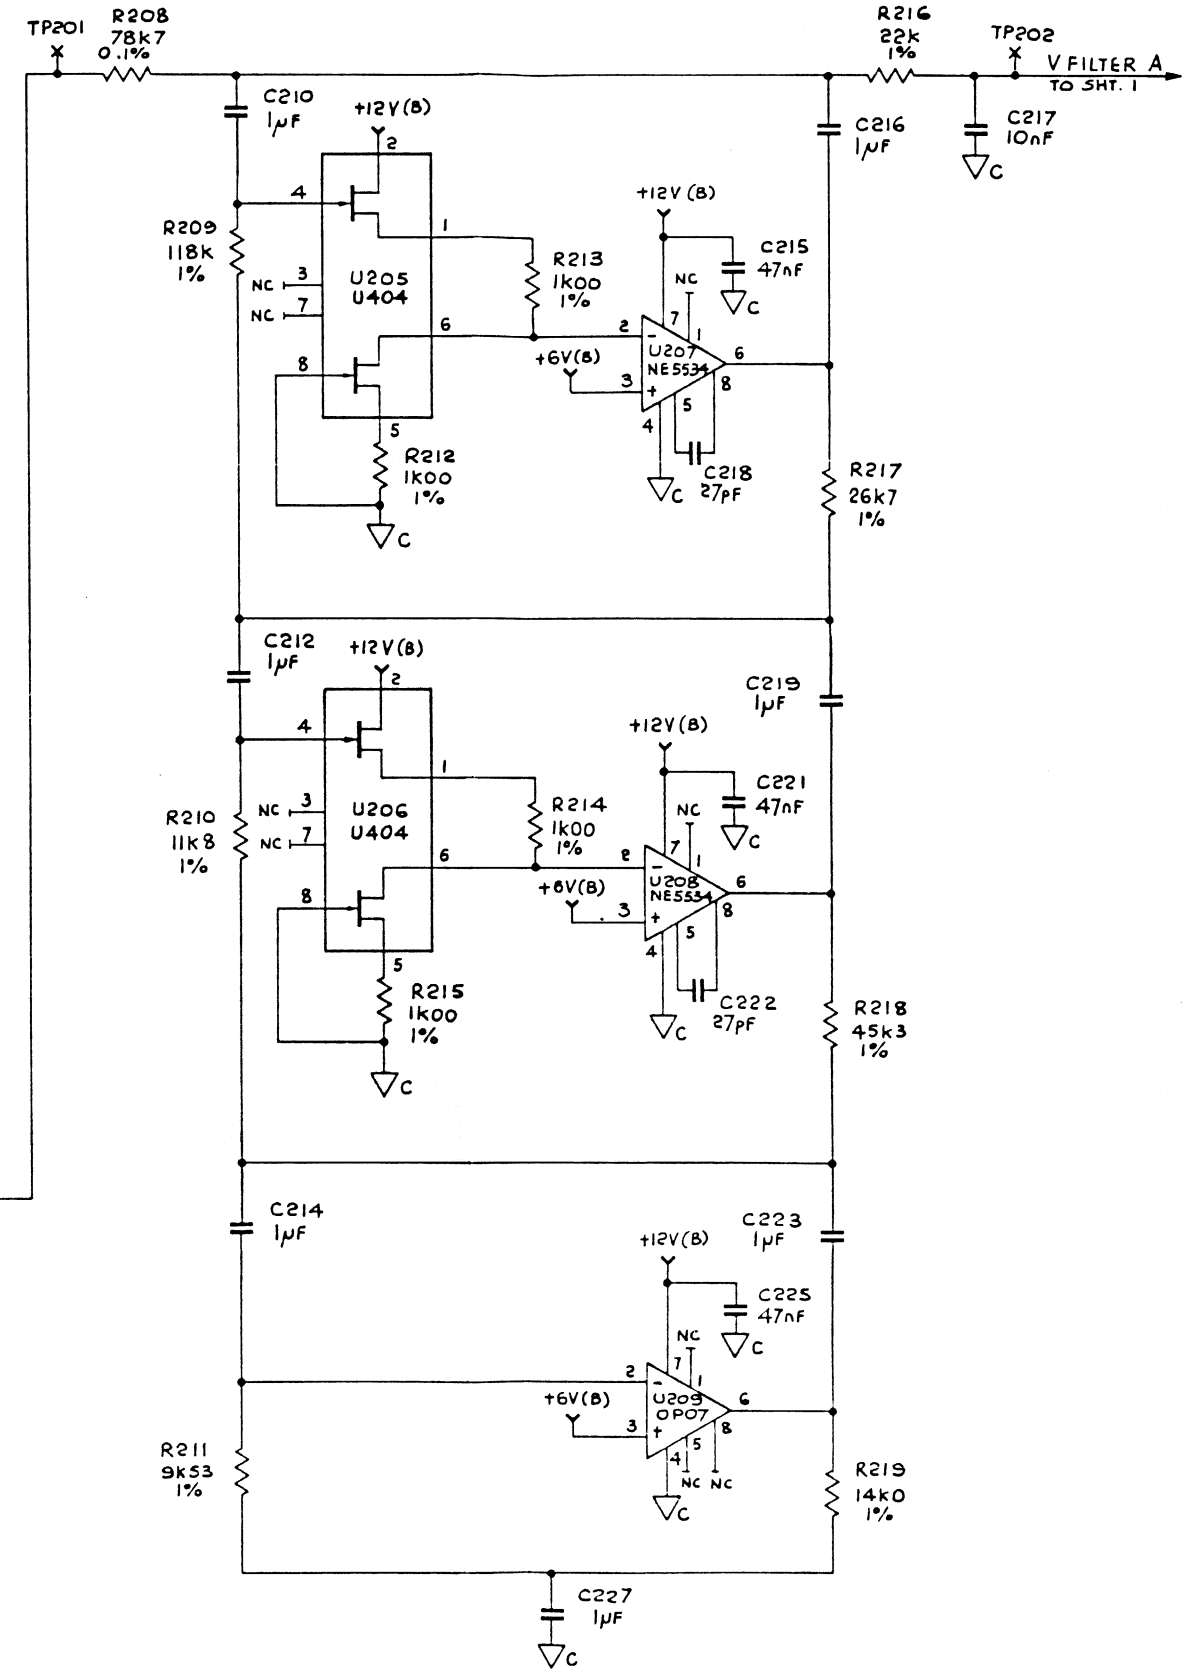 TP201
R208
78k7
0.1%
R216
22k
1%
TP202
V FILTER A
TO SHT. 1
C210
1µF
+12V(B)
2
C216
1µF
C217
10nF
C
4
+12V(B)
R209
118k
1%
1
C215
47nF
C
R213
1k00
1%
NC 3
NC 7
U205
U404
NC
7
1
6
2
-
U207
NE5534
6
+6V(B)
3
+
8
8
5
4
5
R212
1k00
1%
C
C218
27pF
C
R217
26k7
1%
C212
1µF
+12V(B)
2
C219
1µF
4
+12V(B)
1
C221
47nF
C
R210
11k8
1%
NC 3
NC 7
U206
U404
R214
1k00
1%
NC
7
1
6
2
-
U208
NE5534
6
+6V(B)
3
+
8
8
5
4
5
R215
1k00
1%
C
C222
27pF
C
R218
45k3
1%
C214
1µF
C223
1µF
+12V(B)
C225
47nF
C
NC
7
1
2
-
U209
OP07
6
+6V(B)
3
+
8
5
4
NC NC
C
R211
9k53
1%
R219
14k0
1%
C227
1µF
C